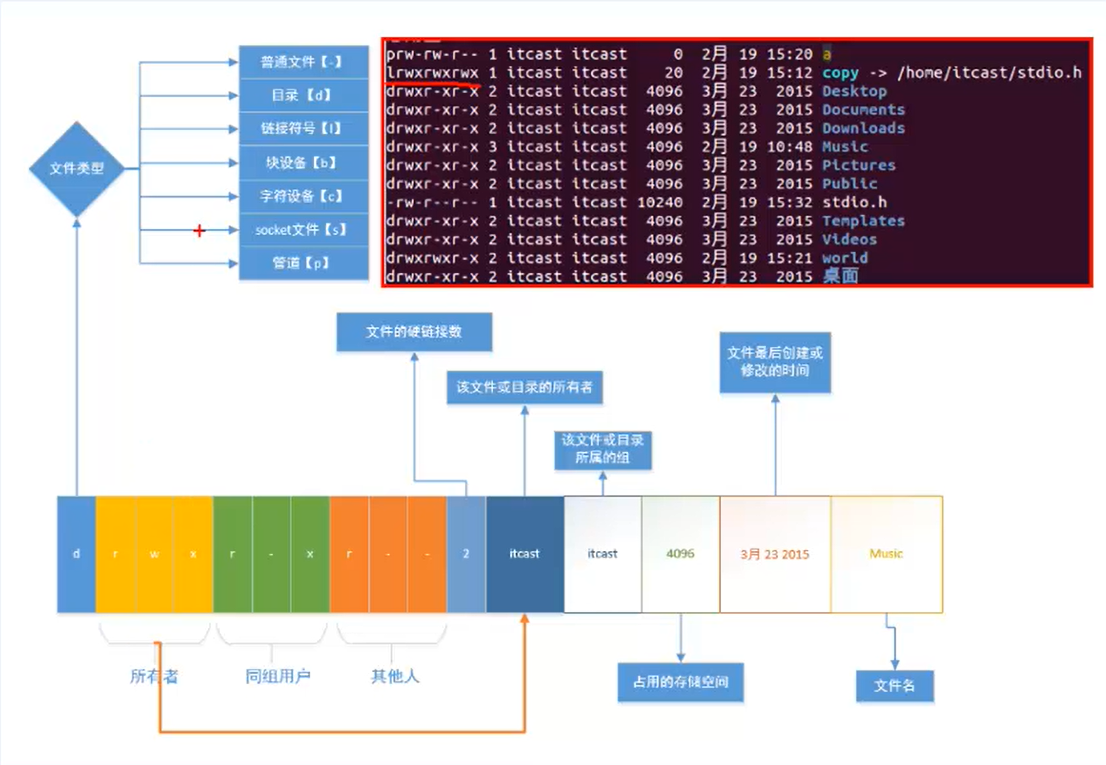 文件类型
普通文件【-】
目录【d】
链接符号【l】
块设备【b】
字符设备【c】
socket文件【s】
管道【p】
prw-rw-r-- 1 itcast itcast 0 2月 19 15:20 a
lrwxrwxrwx 1 itcast itcast 20 2月 19 15:12 copy -> /home/itcast/stdio.h
drwxr-xr-x 2 itcast itcast 4096 3月 23 2015 Desktop
drwxr-xr-x 2 itcast itcast 4096 3月 23 2015 Documents
drwxr-xr-x 2 itcast itcast 4096 3月 23 2015 Downloads
drwxr-xr-x 3 itcast itcast 4096 2月 19 10:48 Music
drwxr-xr-x 2 itcast itcast 4096 3月 23 2015 Pictures
drwxr-xr-x 2 itcast itcast 4096 3月 23 2015 Public
-rw-r--r-- 1 itcast itcast 10240 2月 19 15:32 stdio.h
drwxr-xr-x 2 itcast itcast 4096 3月 23 2015 Templates
drwxr-xr-x 2 itcast itcast 4096 3月 23 2015 Videos
drwxrwxr-x 2 itcast itcast 4096 2月 19 15:21 world
drwxr-xr-x 2 itcast itcast 4096 3月 23 2015 桌面
文件的硬链接数
该文件或目录的所有者
该文件或目录
所属的组
文件最后创建或
修改的时间
d r w x r - x r - - 2 itcast itcast 4096 3月 23 2015 Music
所有者 同组用户 其他人
占用的存储空间
文件名